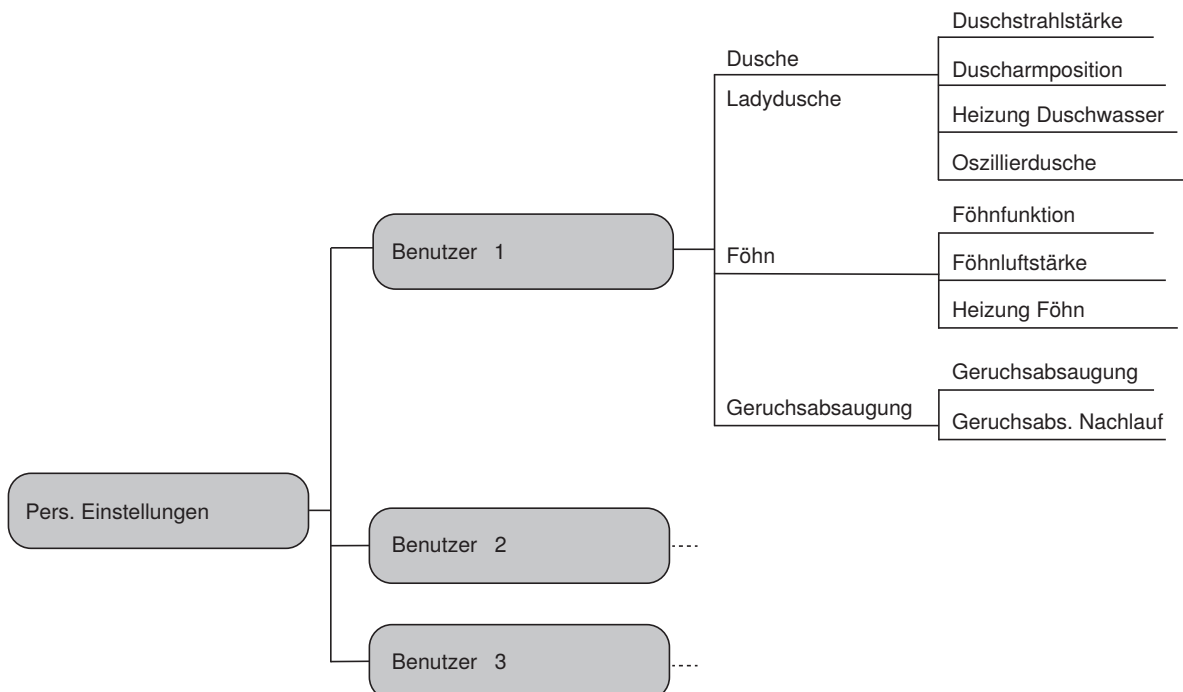 Duschstrahlstärke
Dusche
Duscharmposition
Ladydusche
Heizung Duschwasser
Oszillierdusche
Föhnfunktion
Benutzer 1
Föhn
Föhnluftstärke
Heizung Föhn
Geruchsabsaugung
Geruchsabsaugung
Geruchsabs. Nachlauf
Pers. Einstellungen
Benutzer 2
Benutzer 3